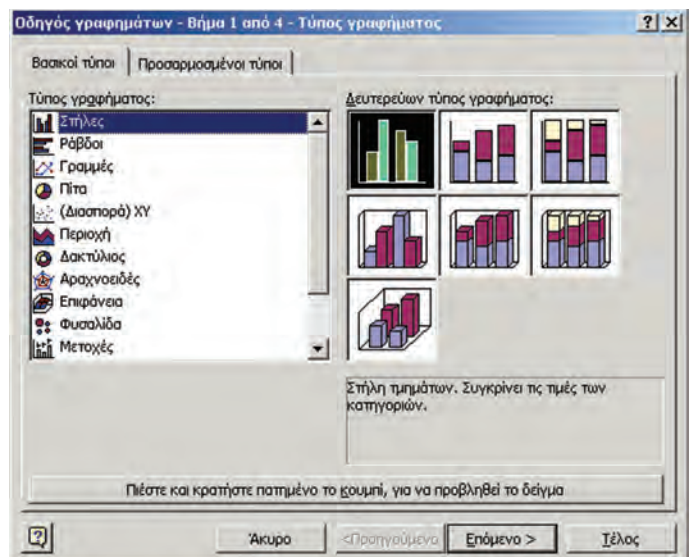 Οδηγός γραφημάτων - Βήμα 1 από 4 - Τύπος γραφήματος
Βασικοί τύποι
Προσαρμοσμένοι τύποι
Τύπος γραφήματος:
Στήλες
Ράβδοι
Γραμμές
Πίτα
(Διασπορά) XY
Περιοχή
Δακτύλιος
Αραχνοειδές
Επιφάνεια
Φυσαλίδα
Μετοχές
Δευτερεύων τύπος γραφήματος:
Στήλη τμημάτων. Συγκρίνει τις τιμές των
κατηγοριών.
Πιέστε και κρατήστε πατημένο το κουμπί, για να προβληθεί το δείγμα
Άκυρο
<Προηγούμενο
Επόμενο >
Τέλος